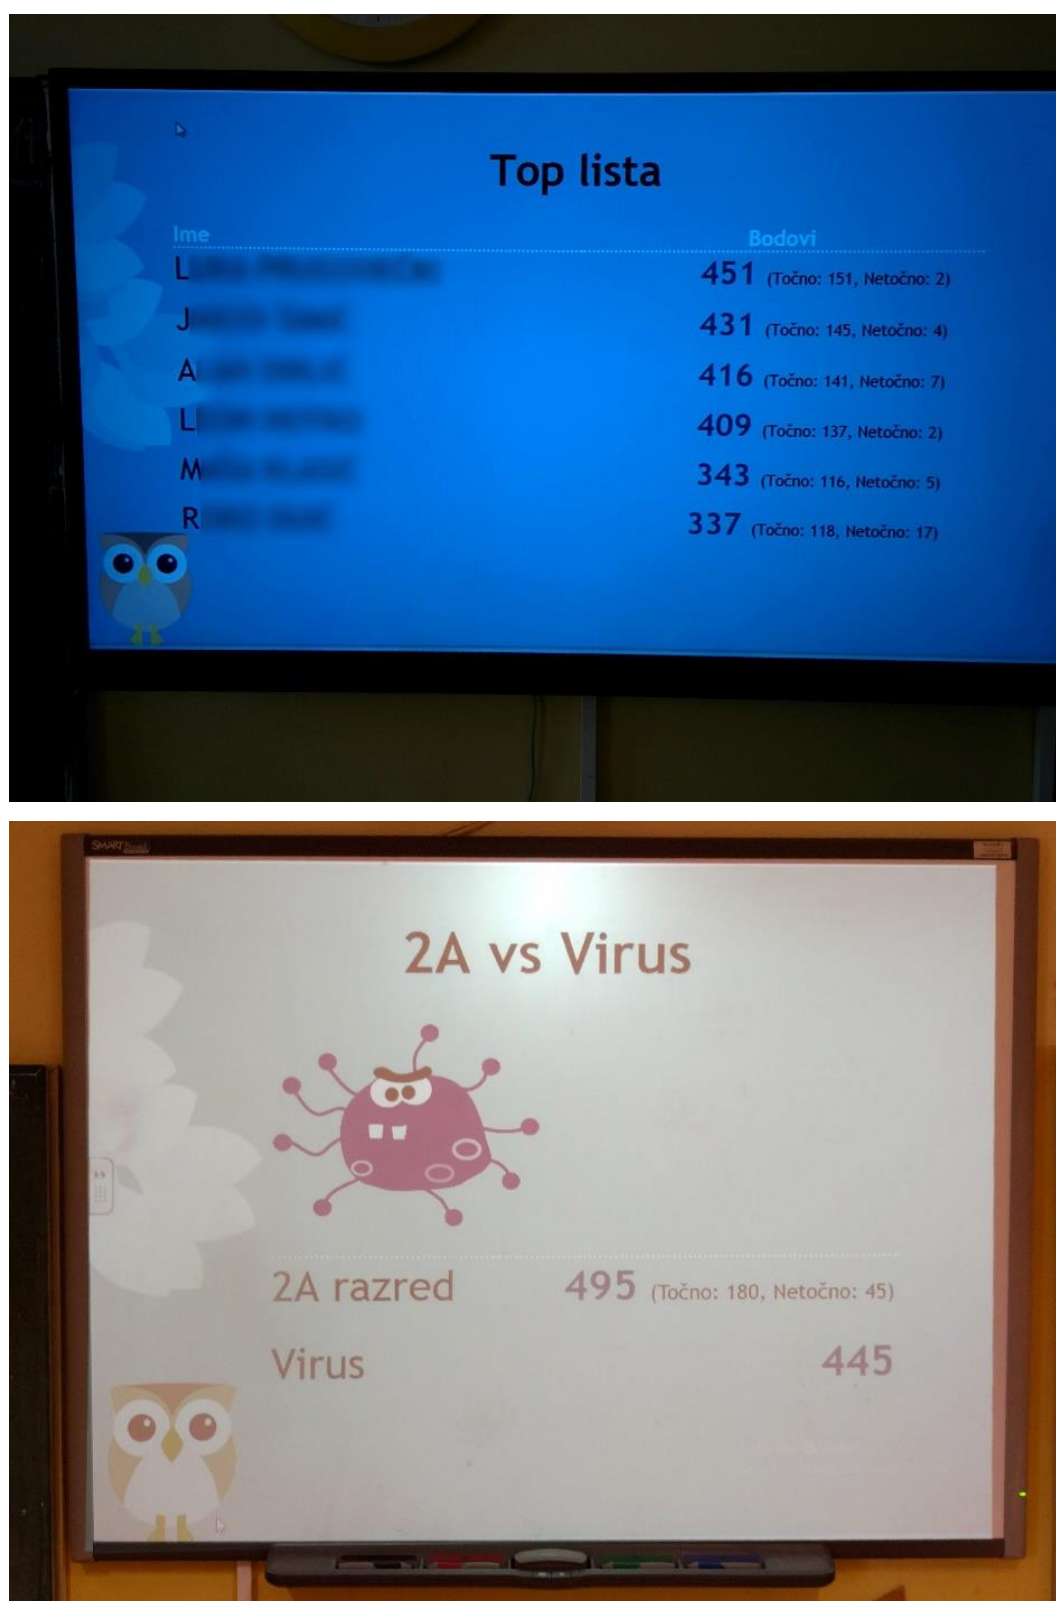 Top lista
Ime Bodovi
L 451 (Točno: 151, Netočno: 2)
J 431 (Točno: 145, Netočno: 4)
A 416 (Točno: 141, Netočno: 7)
L 409 (Točno: 137, Netočno: 2)
M 343 (Točno: 116, Netočno: 5)
R 337 (Točno: 118, Netočno: 17)
SMART Board
2A vs Virus
2A razred 495 (Točno: 180, Netočno: 45)
Virus 445